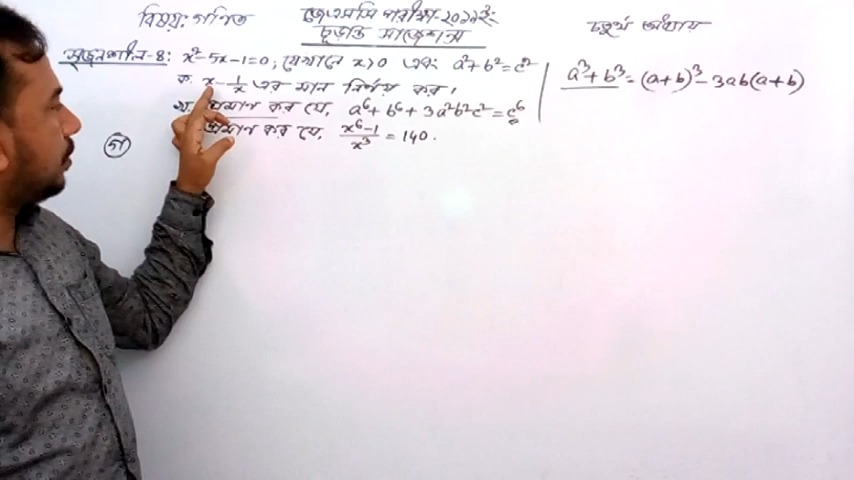 বিষয়: গণিত
জেএসসি পরীক্ষা ২০১৯ইং
চূড়ান্ত সাজেশন্স
চতুর্থ অধ্যায়
সৃজনশীল-৪: x²-5x-1=0; যেখানে x>0 এবং a²+b²=c²
ক. x-1/x এর মান নির্ণয় কর।
খ. প্রমাণ কর যে, a⁶+b⁶+3a²b²c²=c⁶
প্রমাণ কর যে, x⁶-1/x³ = 140.
গ
a³+b³=(a+b)³-3ab(a+b)